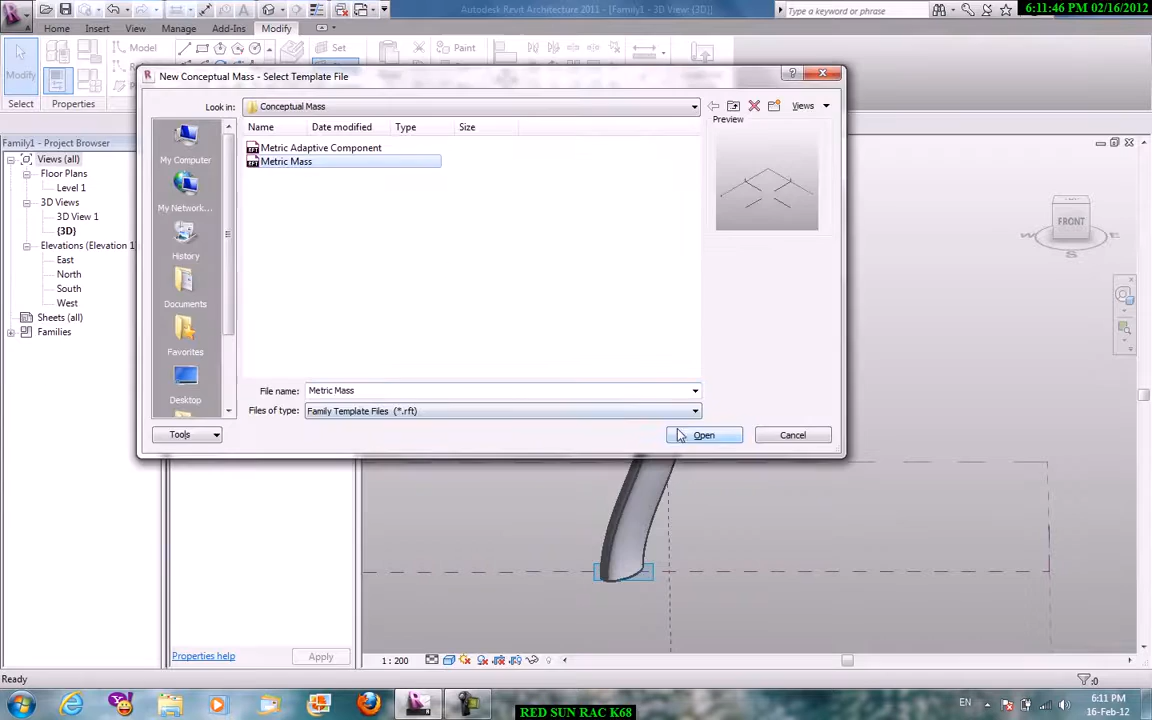 Autodesk Revit Architecture 2011 - [Family1 - 3D View: {3D}]
Type a keyword or phrase
6:11:46 PM 02/16/2012
Home Insert View Manage Add-Ins Modify
Modify
Model
Set
Paint
Select
Properties
New Conceptual Mass - Select Template File
Look in:
Conceptual Mass
Views
Name Date modified Type Size
Preview
Metric Adaptive Component
Metric Mass
My Computer
My Network...
History
Documents
Favorites
Desktop
File name:
Metric Mass
Files of type:
Family Template Files (*.rft)
Tools
Open
Cancel
Family1 - Project Browser
Views (all)
Floor Plans
Level 1
3D Views
3D View 1
{3D}
Elevations (Elevation 1
East
North
South
West
Sheets (all)
Families
FRONT
W
E
S
Properties help
Apply
1 : 200
Ready
:0
EN
6:11 PM
16-Feb-12
RED SUN RAC K68